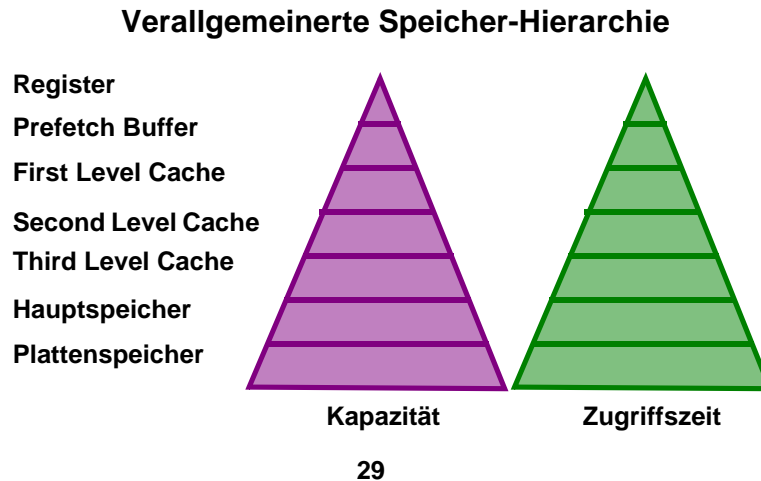 Verallgemeinerte Speicher-Hierarchie
Register
Prefetch Buffer
First Level Cache
Second Level Cache
Third Level Cache
Hauptspeicher
Plattenspeicher
Kapazität
Zugriffszeit
29